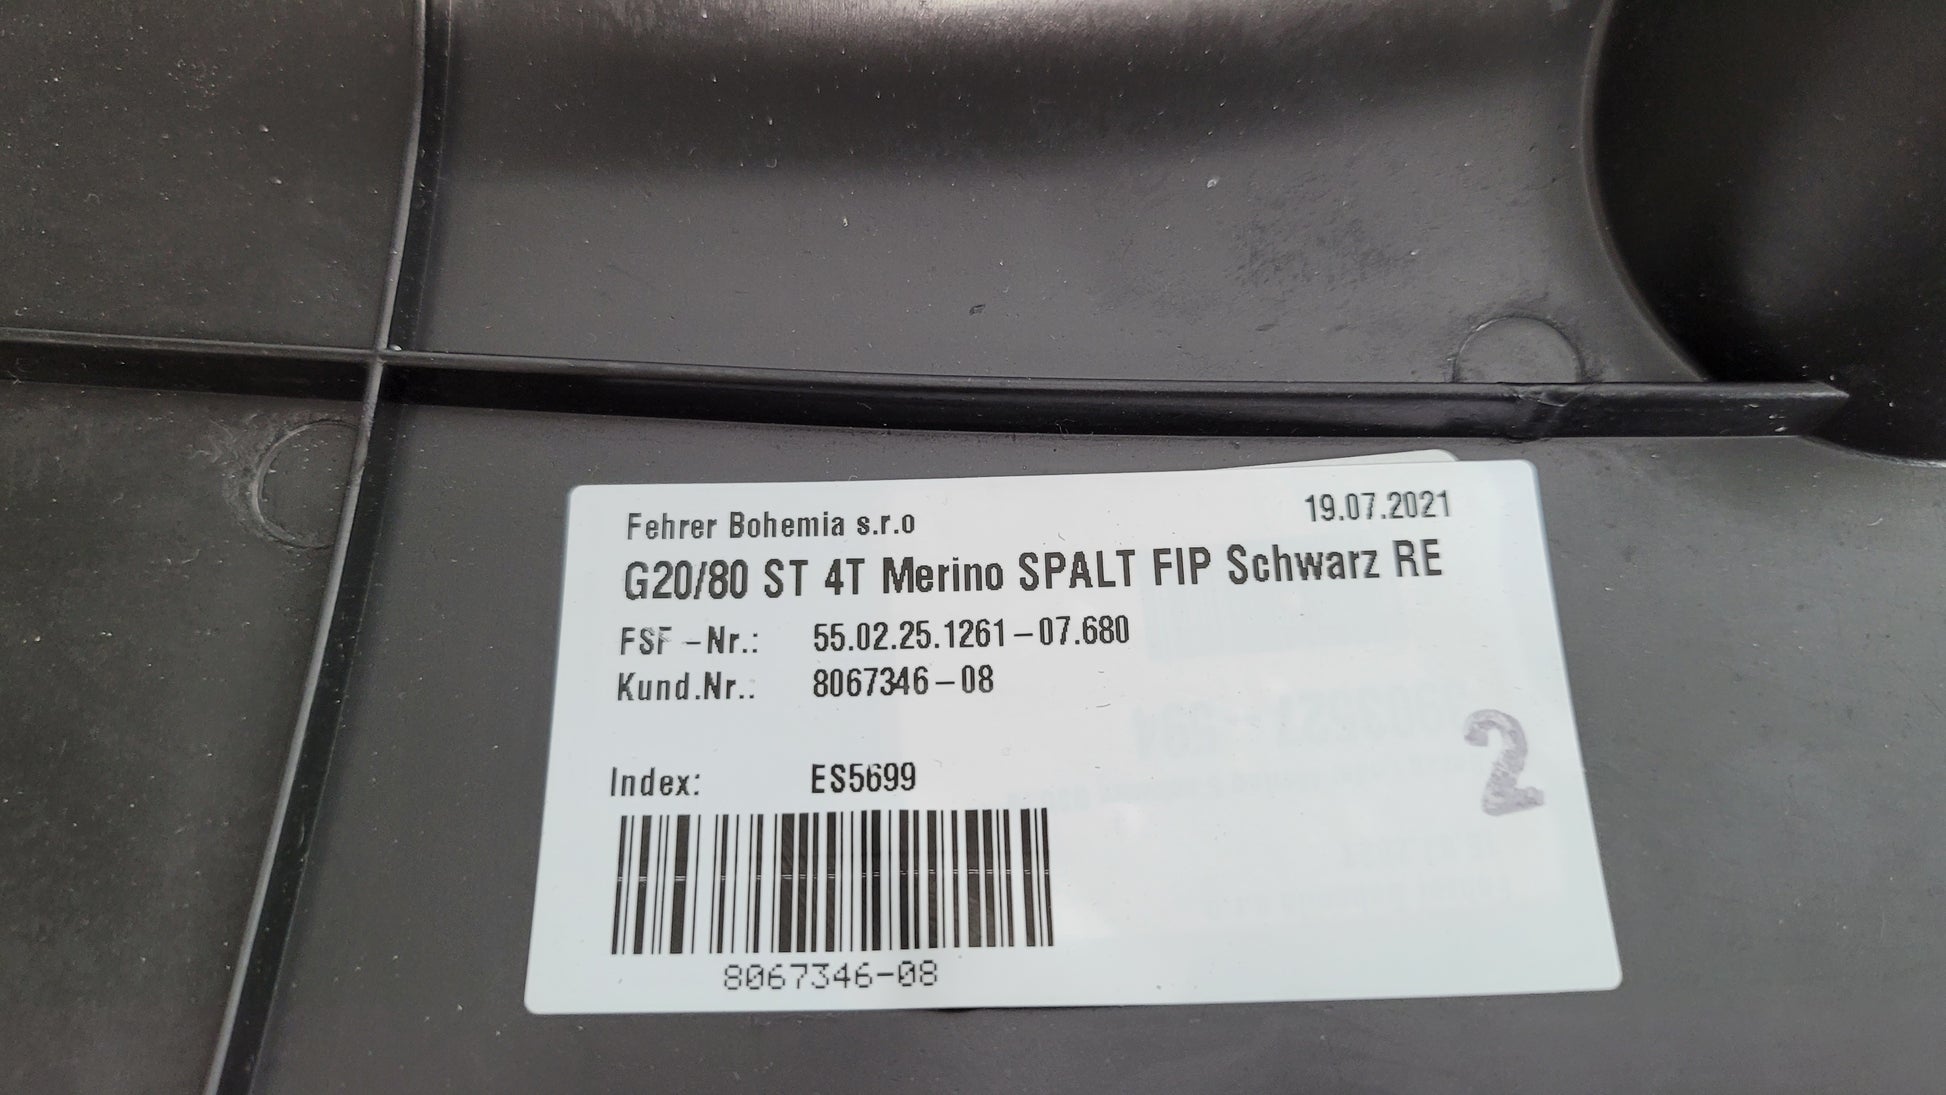 Fehrer Bohemia s.r.o 19.07.2021
G20/80 ST 4T Merino SPALT FIP Schwarz RE
FSF -Nr.: 55.02.25.1261-07.680
Kund.Nr.: 8067346-08
2
Index: ES5699
8067346-08